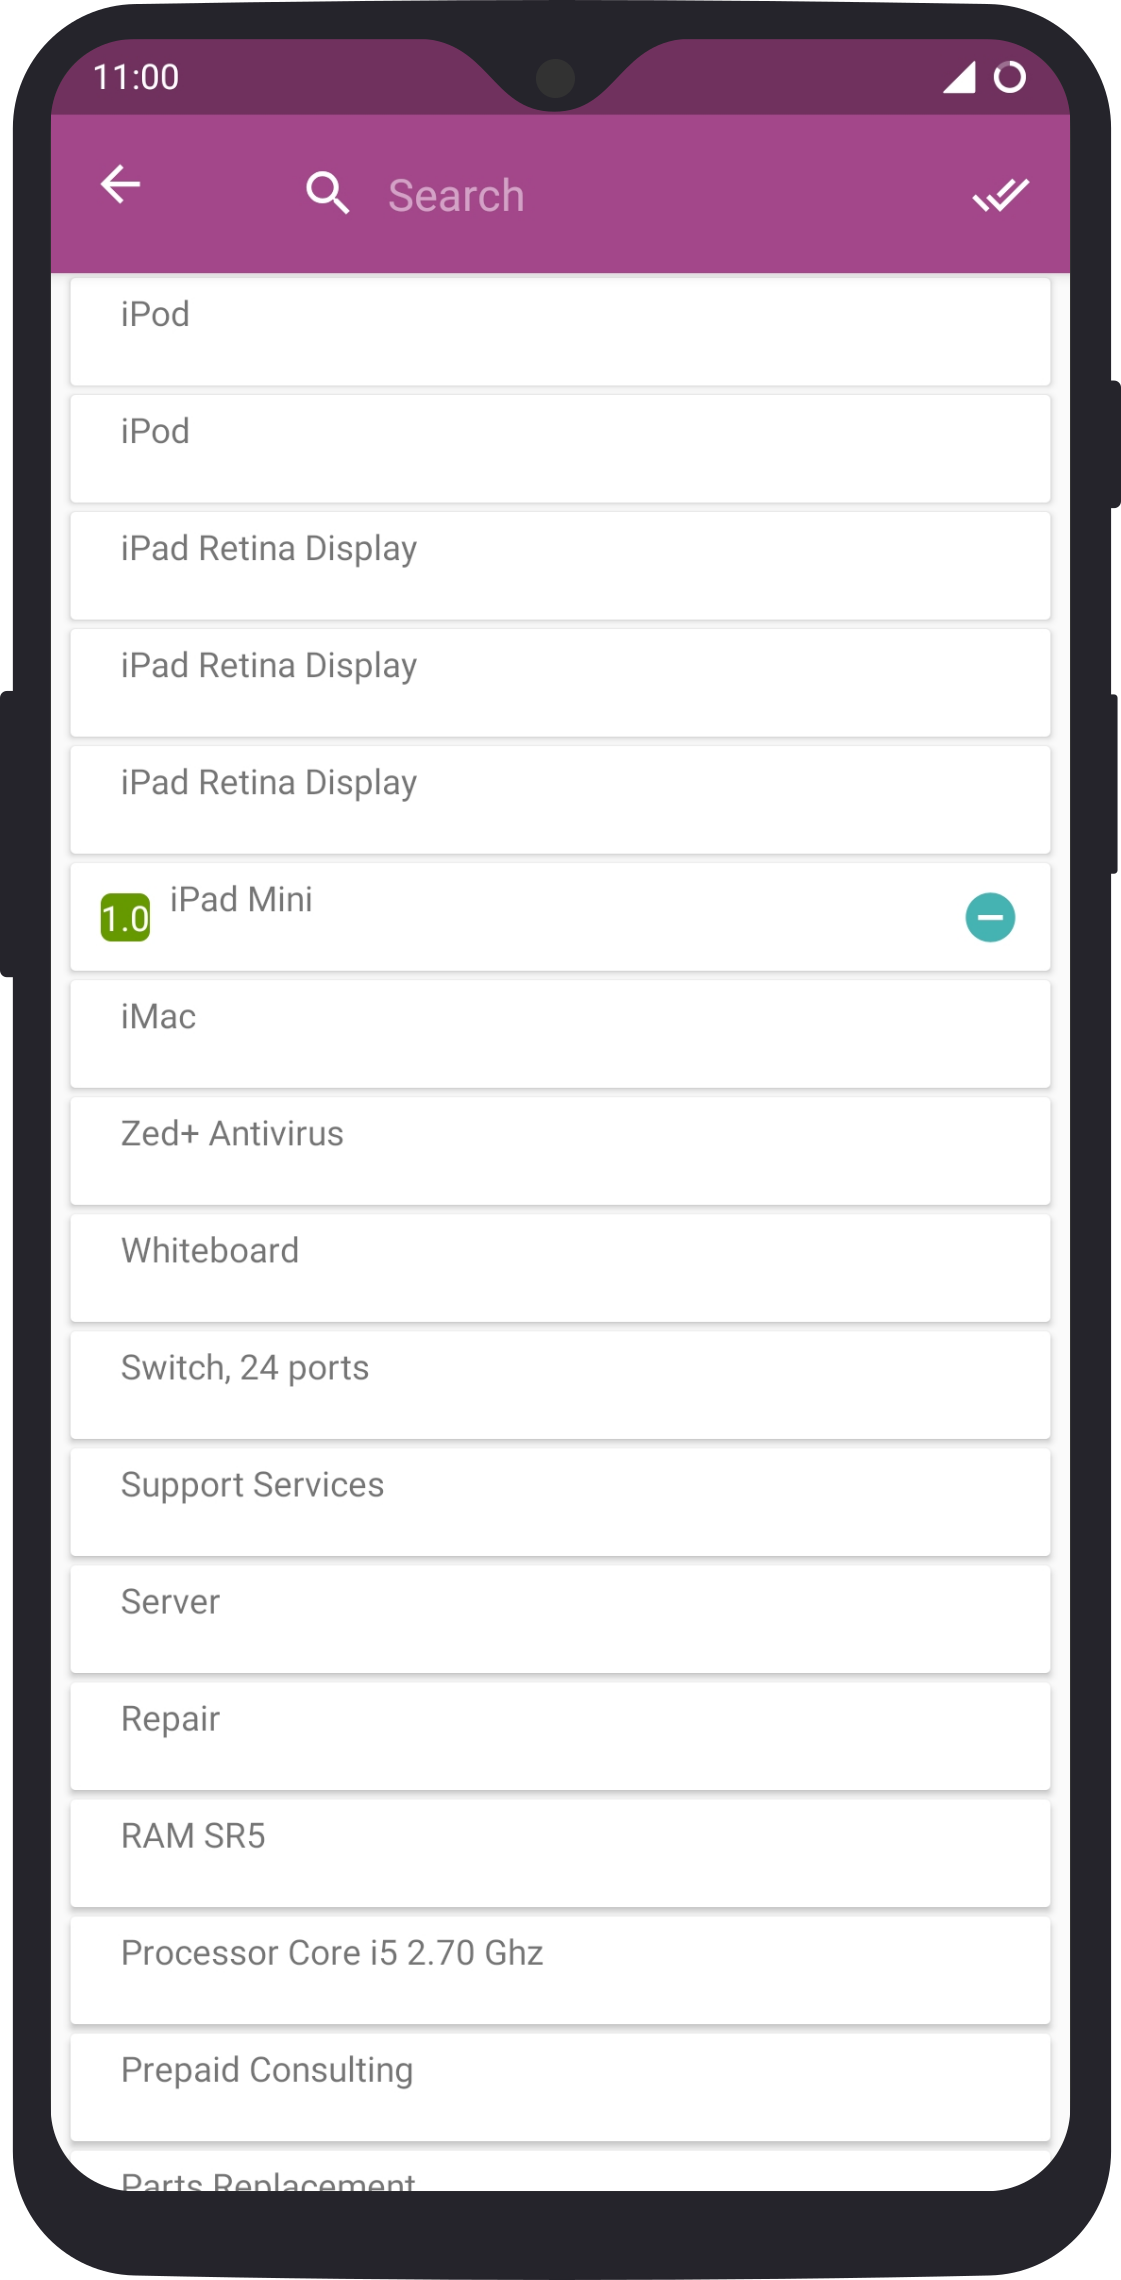 11:00
Search
iPod
iPod
iPad Retina Display
iPad Retina Display
iPad Retina Display
1.0 iPad Mini
iMac
Zed+ Antivirus
Whiteboard
Switch, 24 ports
Support Services
Server
Repair
RAM SR5
Processor Core i5 2.70 Ghz
Prepaid Consulting
Parts Replacement